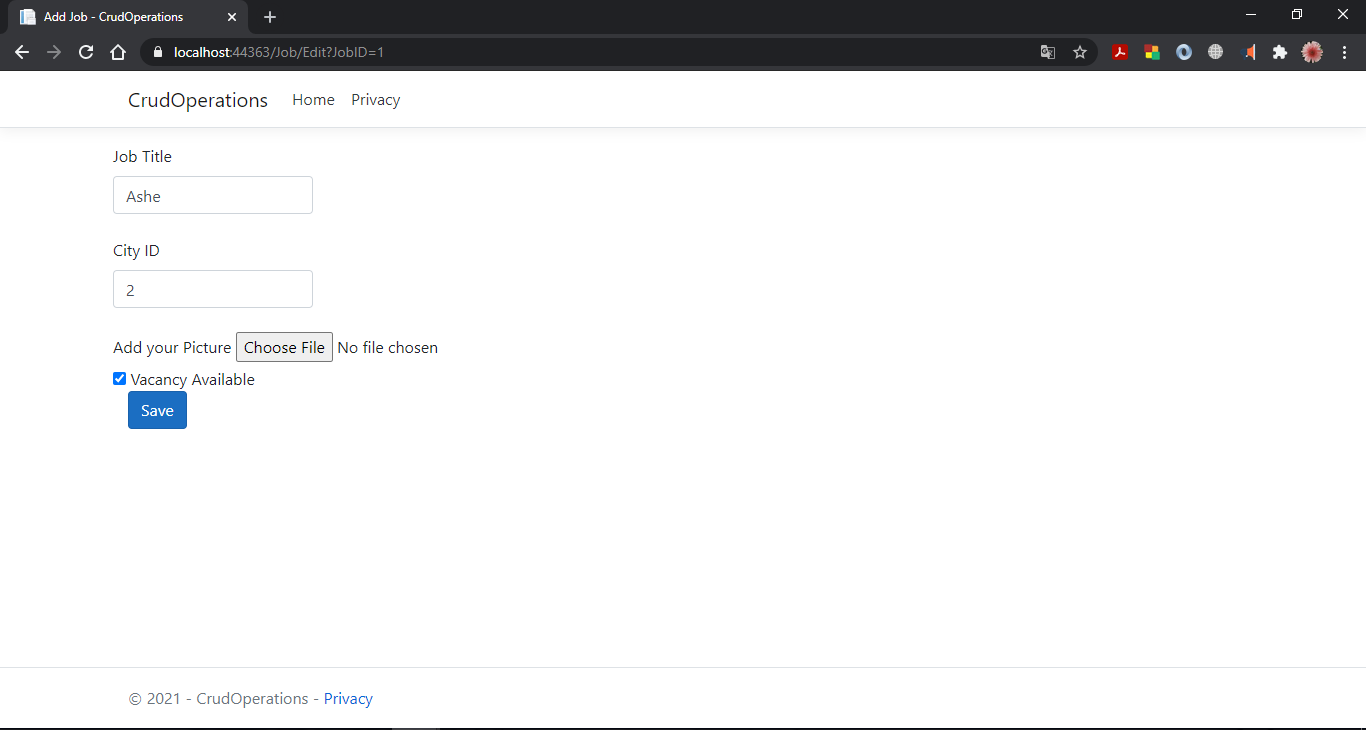 Add Job - CrudOperations
localhost:44363/Job/Edit?JobID=1
CrudOperations Home Privacy
Job Title
Ashe
City ID
2
Add your Picture Choose File No file chosen
Vacancy Available
Save
© 2021 - CrudOperations - Privacy